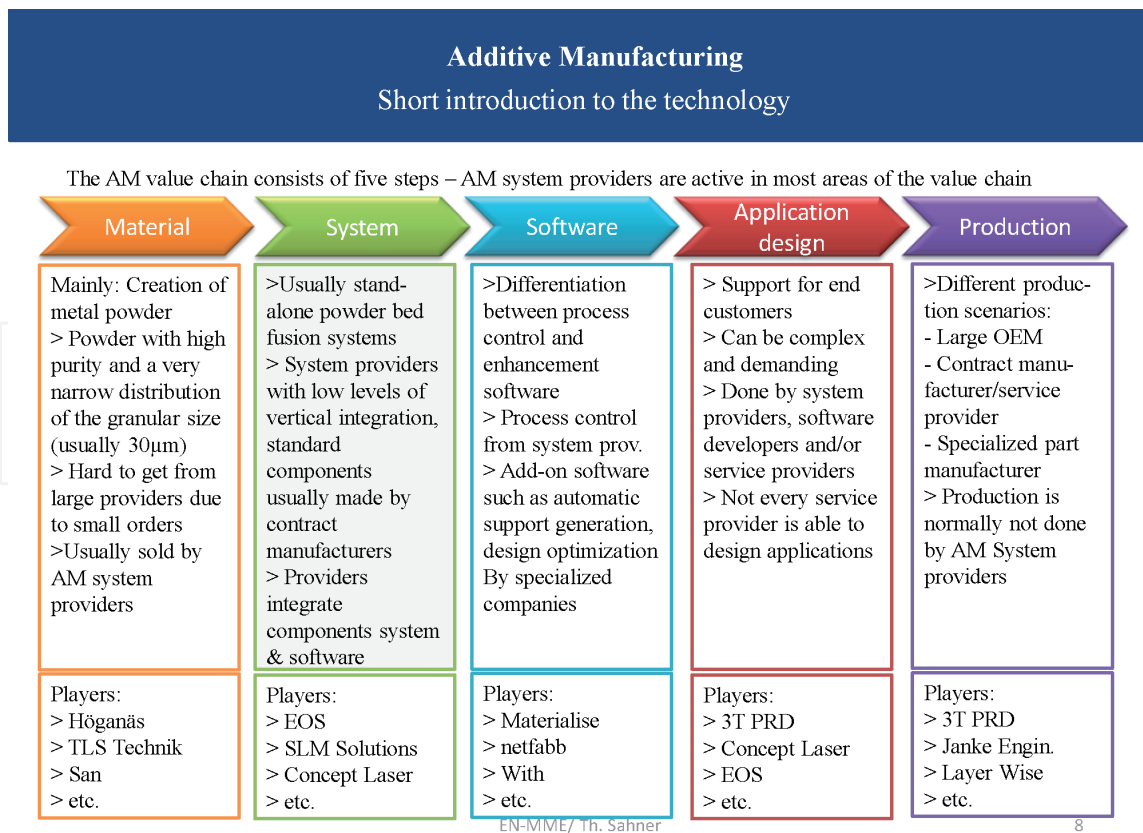 Additive Manufacturing
Short introduction to the technology
The AM value chain consists of five steps – AM system providers are active in most areas of the value chain
Material
Mainly: Creation of
metal powder
> Powder with high
purity and a very
narrow distribution
of the granular size
(usually 30µm)
> Hard to get from
large providers due
to small orders
>Usually sold by
AM system
providers
Players:
> Höganäs
> TLS Technik
> San
> etc.
System
>Usually stand-
alone powder bed
fusion systems
> System providers
with low levels of
vertical integration,
standard
components
usually made by
contract
manufacturers
> Providers
integrate
components system
& software
Players:
> EOS
> SLM Solutions
> Concept Laser
> etc.
Software
>Differentiation
between process
control and
enhancement
software
> Process control
from system prov.
> Add-on software
such as automatic
support generation,
design optimization
By specialized
companies
Players:
> Materialise
> netfabb
> With
> etc.
Application
design
> Support for end
customers
> Can be complex
and demanding
> Done by system
providers, software
developers and/or
service providers
> Not every service
provider is able to
design applications
Players:
> 3T PRD
> Concept Laser
> EOS
> etc.
Production
>Different produc-
tion scenarios:
- Large OEM
- Contract manu-
facturer/service
provider
- Specialized part
manufacturer
> Production is
normally not done
by AM System
providers
Players:
> 3T PRD
> Janke Engin.
> Layer Wise
> etc.
EN-MME/ Th. Sahner
8